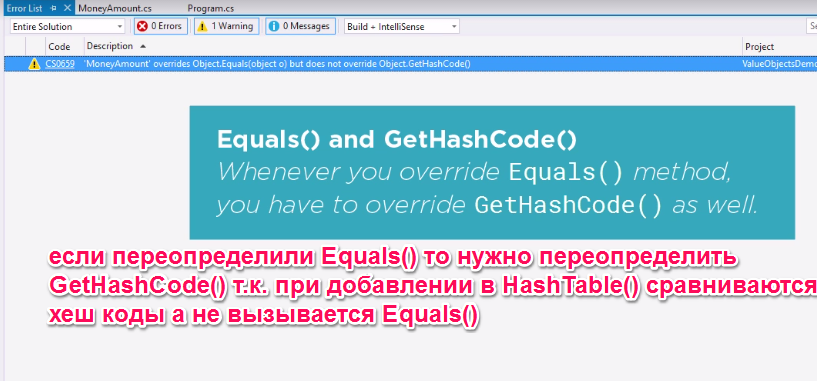 Error List MoneyAmount.cs Program.cs
Entire Solution 0 Errors 1 Warning 0 Messages Build + IntelliSense
Code Description Project
CS0659 'MoneyAmount' overrides Object.Equals(object o) but does not override Object.GetHashCode() ValueObjectsDemo
Equals() and GetHashCode()
Whenever you override Equals() method,
you have to override GetHashCode() as well.
если переопределили Equals() то нужно переопределить
GetHashCode() т.к. при добавлении в HashTable() сравниваются
хеш коды а не вызывается Equals()